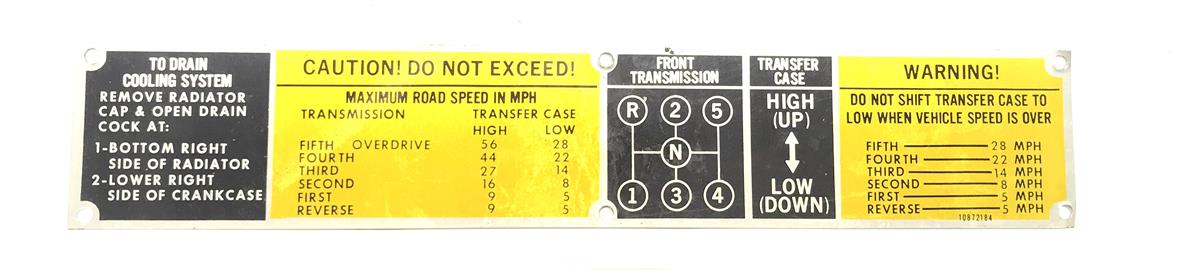 TO DRAIN
COOLING SYSTEM
REMOVE RADIATOR
CAP & OPEN DRAIN
COCK AT:
1-BOTTOM RIGHT
SIDE OF RADIATOR
2-LOWER RIGHT
SIDE OF CRANKCASE
CAUTION! DO NOT EXCEED!
MAXIMUM ROAD SPEED IN MPH
TRANSMISSION TRANSFER CASE
HIGH LOW
FIFTH OVERDRIVE 56 28
FOURTH 44 22
THIRD 27 14
SECOND 16 8
FIRST 9 5
REVERSE 9 5
FRONT
TRANSMISSION
R 2 5
N
1 3 4
TRANSFER
CASE
HIGH
(UP)
LOW
(DOWN)
WARNING!
DO NOT SHIFT TRANSFER CASE TO
LOW WHEN VEHICLE SPEED IS OVER
FIFTH 28 MPH
FOURTH 22 MPH
THIRD 14 MPH
SECOND 8 MPH
FIRST 5 MPH
REVERSE 5 MPH
10872184